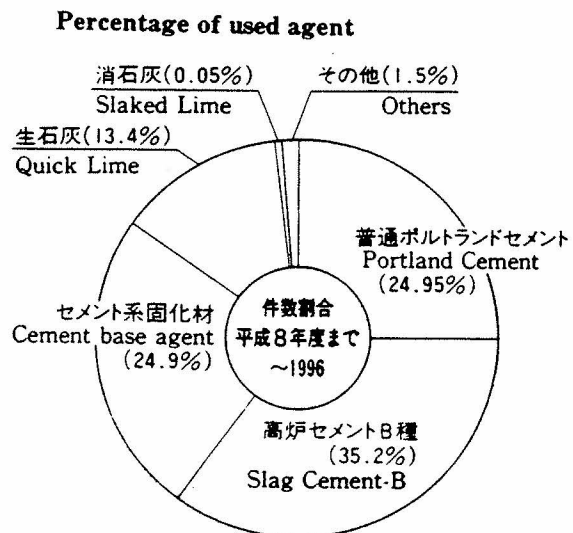 Percentage of used agent
消石灰(0.05%)
Slaked Lime
その他(1.5%)
Others
生石灰(13.4%)
Quick Lime
普通ポルトランドセメント
Portland Cement
(24.95%)
セメント系固化材
Cement base agent
(24.9%)
件数割合
平成8年度まで
～1996
高炉セメントB種
(35.2%)
Slag Cement-B